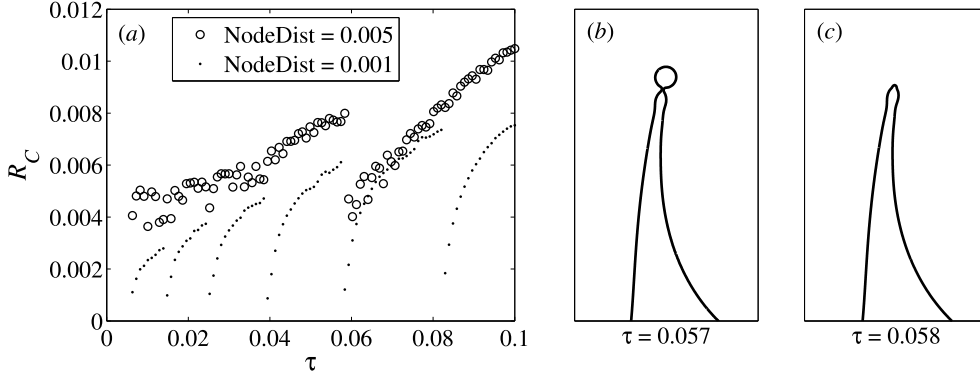 0.012
0.01
0.008
0.006
0.004
0.002
0
R_C
(a)
NodeDist = 0.005
NodeDist = 0.001
0 0.02 0.04 0.06 0.08 0.1
τ
(b)
τ = 0.057
(c)
τ = 0.058